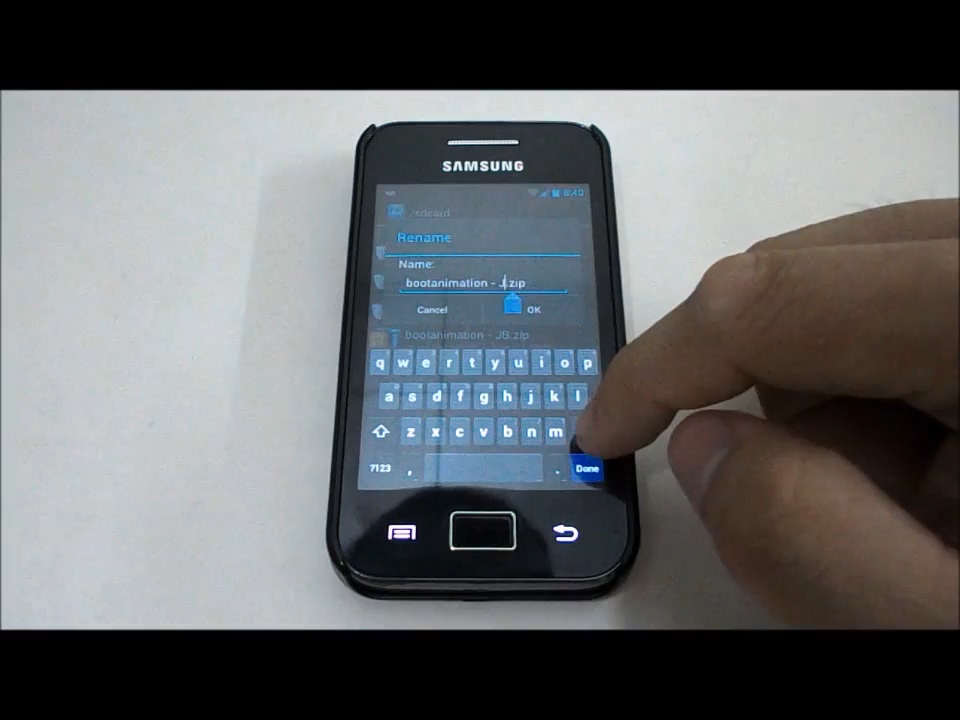 SAMSUNG
6:40
/sdcard
Rename
Name:
bootanimation - J.zip
Cancel OK
bootanimation - JB.zip
q w e r t y u i o p
a s d f g h j k l
z x c v b n m
?123 , . Done